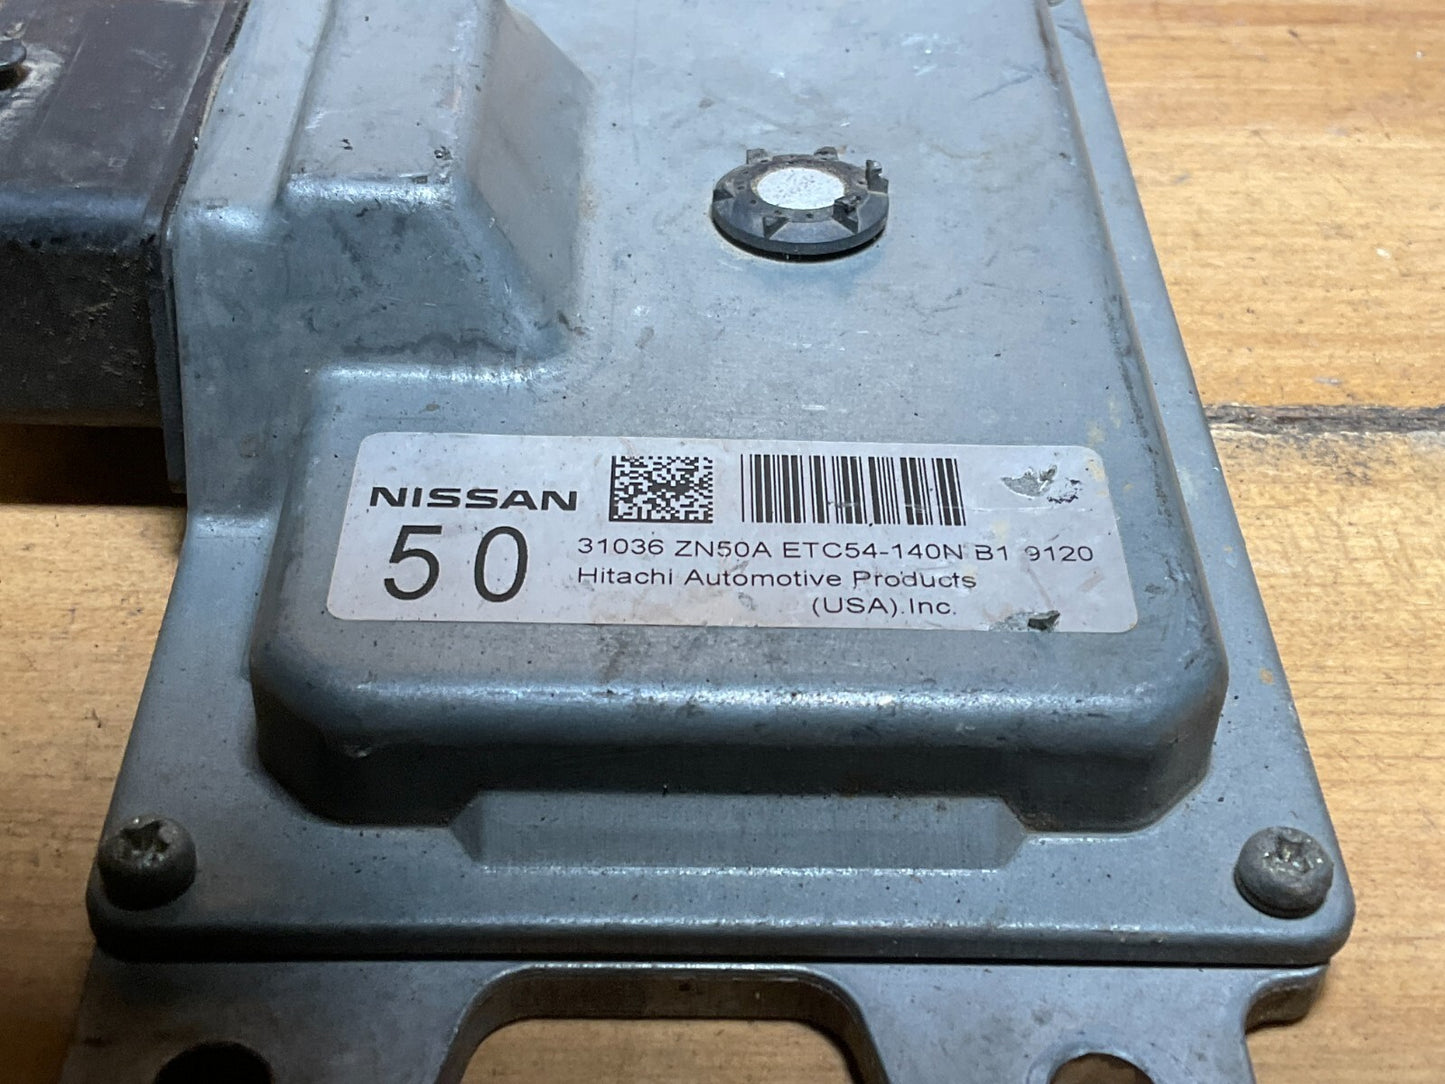 NISSAN
50
31036 ZN50A ETC54-140N B1 9120
Hitachi Automotive Products
(USA).Inc.